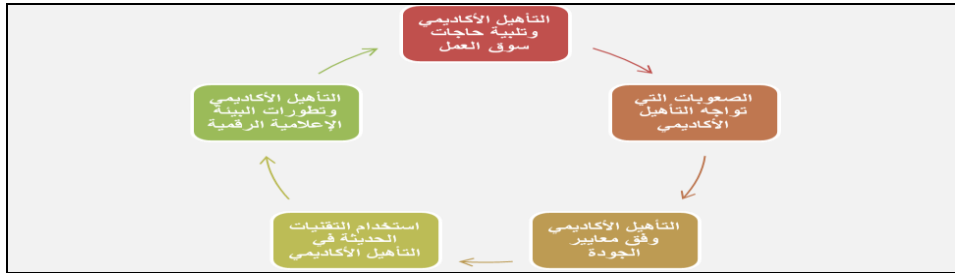 التأهيل الأكاديمي
وتلبية حاجات
سوق العمل
الصعوبات التي
تواجه التأهيل
الأكاديمي
التأهيل الأكاديمي
وفق معايير
الجودة
استخدام التقنيات
الحديثة في
التأهيل الأكاديمي
التأهيل الأكاديمي
وتطورات البيئة
الإعلامية الرقمية